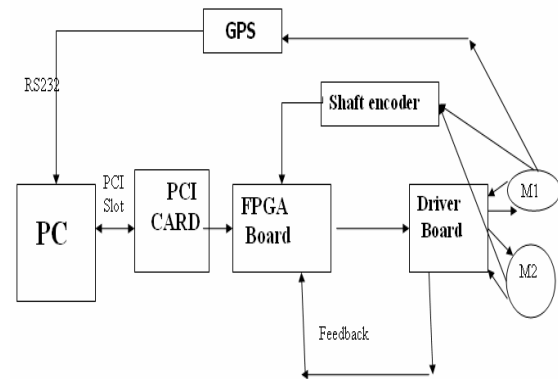 GPS
RS232
Shaft encoder
PCI
Slot
PC
PCI
CARD
FPGA
Board
Driver
Board
M1
M2
Feedback